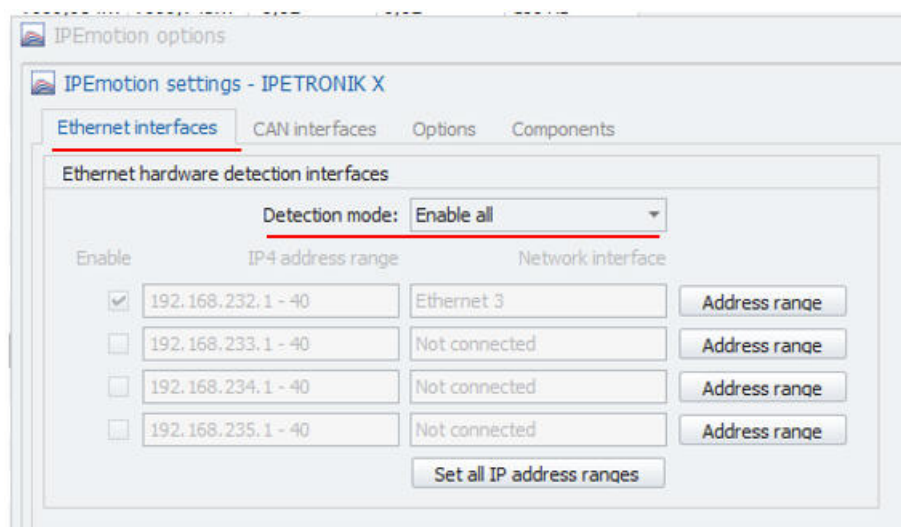 IPEmotion options
IPEmotion settings - IPETRONIK X
Ethernet interfaces CAN interfaces Options Components
Ethernet hardware detection interfaces
Detection mode: Enable all
Enable IP4 address range Network interface
192.168.232.1 - 40 Ethernet 3 Address range
192.168.233.1 - 40 Not connected Address range
192.168.234.1 - 40 Not connected Address range
192.168.235.1 - 40 Not connected Address range
Set all IP address ranges